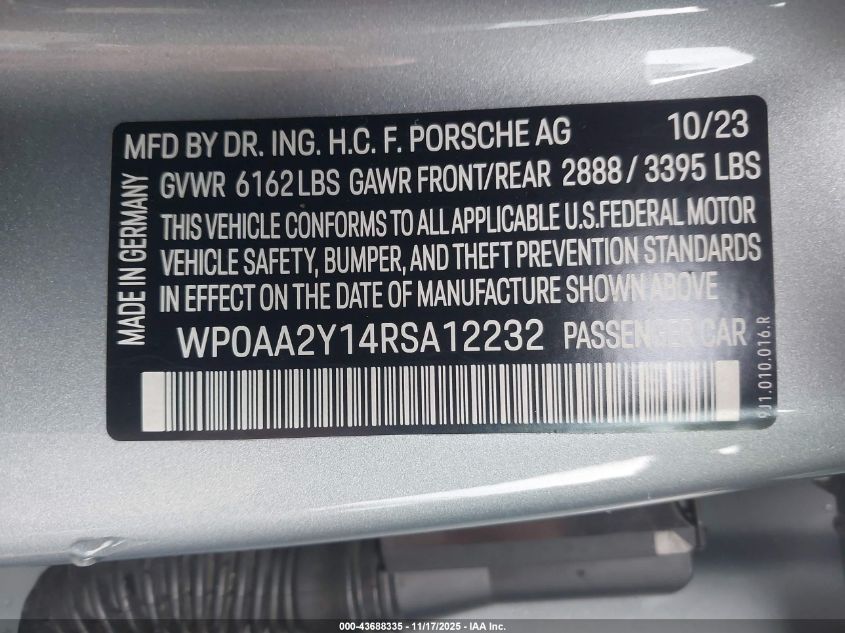 MFD BY DR. ING. H.C. F. PORSCHE AG 10/23
GVWR 6162 LBS GAWR FRONT/REAR 2888 / 3395 LBS
THIS VEHICLE CONFORMS TO ALL APPLICABLE U.S. FEDERAL MOTOR
VEHICLE SAFETY, BUMPER, AND THEFT PREVENTION STANDARDS
IN EFFECT ON THE DATE OF MANUFACTURE SHOWN ABOVE
WP0AA2Y14RSA12232 PASSENGER CAR
MADE IN GERMANY
9J1.010.016.R
000-43688335 - 11/17/2025 - IAA Inc.